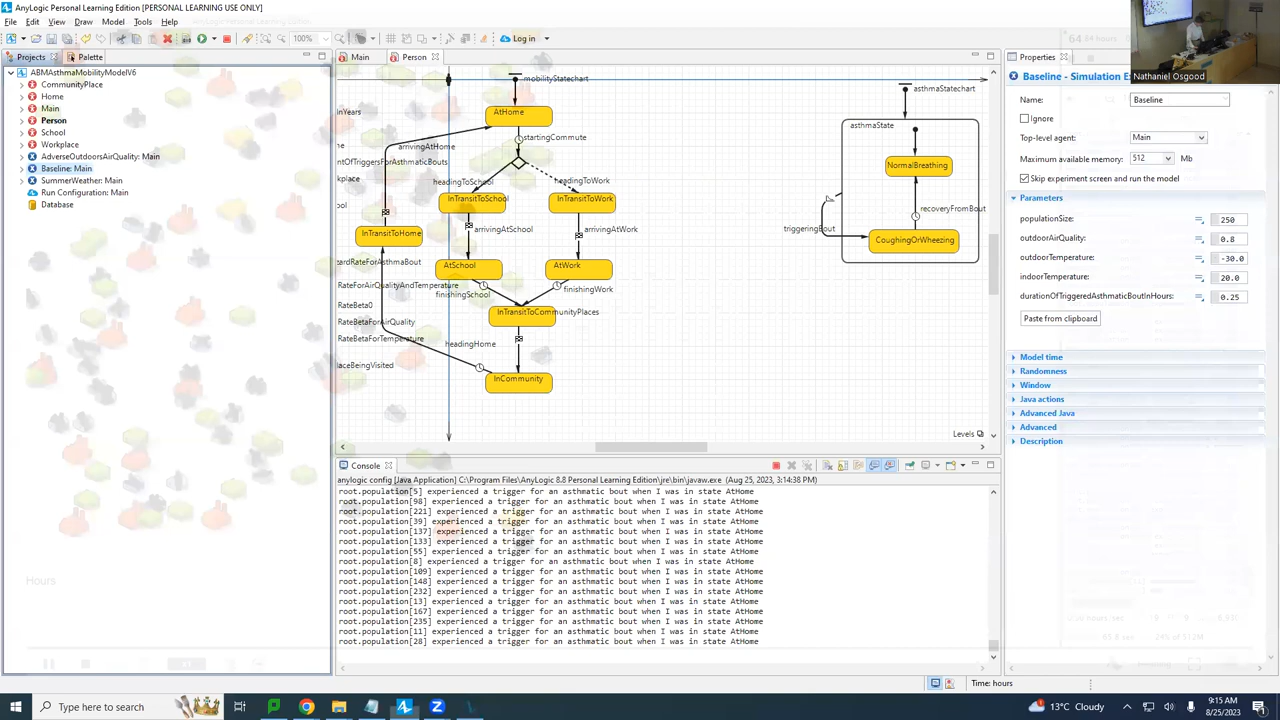 AnyLogic Personal Learning Edition [PERSONAL LEARNING USE ONLY]
File Edit View Draw Model Tools Help
100%
Log in
Nathaniel Osgood
Projects
Palette
Main
Person
Properties
ABMAsthmaMobilityModelV6
CommunityPlace
Home
Main
Person
School
Workplace
AdverseOutdoorsAirQuality: Main
Baseline: Main
SummerWeather: Main
Run Configuration: Main
Database
Hours
mobilityStatechart
AtHome
startingCommute
InYears
arrivingAtHome
ntOfTriggersForAsthmaticBouts
kplace
headingToSchool
headingToWork
InTransitToSchool
InTransitToWork
ool
arrivingAtSchool
arrivingAtWork
InTransitToHome
zardRateForAsthmaBout
AtSchool
AtWork
RateForAirQualityAndTemperature
finishingSchool
finishingWork
RateBeta0
InTransitToCommunityPlaces
RateBetaForAirQuality
RateBetaForTemperature
headingHome
laceBeingVisited
InCommunity
asthmaStatechart
asthmaState
NormalBreathing
recoveryFromBout
triggeringBout
CoughingOrWheezing
Levels
Baseline - Simulation Ex
Name:
Baseline
Ignore
Top-level agent:
Main
Maximum available memory:
512
Mb
Skip experiment screen and run the model
Parameters
populationSize:
250
outdoorAirQuality:
0.8
outdoorTemperature:
-30.0
indoorTemperature:
20.0
durationOfTriggeredAsthmaticBoutInHours:
0.25
Paste from clipboard
Model time
Randomness
Window
Java actions
Advanced Java
Advanced
Description
Console
anylogic config [Java Application] C:\Program Files\AnyLogic 8.8 Personal Learning Edition\jre\bin\javaw.exe (Aug 25, 2023, 3:14:38 PM)
root.population[5] experienced a trigger for an asthmatic bout when I was in state AtHome
root.population[98] experienced a trigger for an asthmatic bout when I was in state AtHome
root.population[221] experienced a trigger for an asthmatic bout when I was in state AtHome
root.population[39] experienced a trigger for an asthmatic bout when I was in state AtHome
root.population[137] experienced a trigger for an asthmatic bout when I was in state AtHome
root.population[133] experienced a trigger for an asthmatic bout when I was in state AtHome
root.population[55] experienced a trigger for an asthmatic bout when I was in state AtHome
root.population[8] experienced a trigger for an asthmatic bout when I was in state AtHome
root.population[109] experienced a trigger for an asthmatic bout when I was in state AtHome
root.population[148] experienced a trigger for an asthmatic bout when I was in state AtHome
root.population[232] experienced a trigger for an asthmatic bout when I was in state AtHome
root.population[13] experienced a trigger for an asthmatic bout when I was in state AtHome
root.population[167] experienced a trigger for an asthmatic bout when I was in state AtHome
root.population[235] experienced a trigger for an asthmatic bout when I was in state AtHome
root.population[11] experienced a trigger for an asthmatic bout when I was in state AtHome
root.population[28] experienced a trigger for an asthmatic bout when I was in state AtHome
Time: hours
Type here to search
13°C Cloudy
9:15 AM
8/25/2023